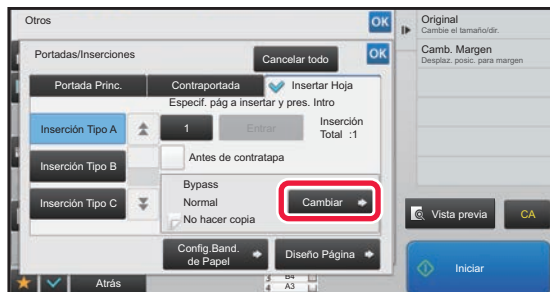 Otros
OK
Original
Cambie el tamaño/dir.
Camb. Margen
Desplaz. posic. para margen
Portadas/Inserciones
Cancelar todo
OK
Portada Princ.
Contraportada
Insertar Hoja
Especif. pág a insertar y pres. Intro
Inserción Tipo A
1
Entrar
Inserción
Total :1
Inserción Tipo B
Antes de contratapa
Inserción Tipo C
Bypass
Normal
No hacer copia
Cambiar
Vista previa
CA
Config.Band.
de Papel
Diseño Página
Iniciar
Atrás
3 B4
4 A3